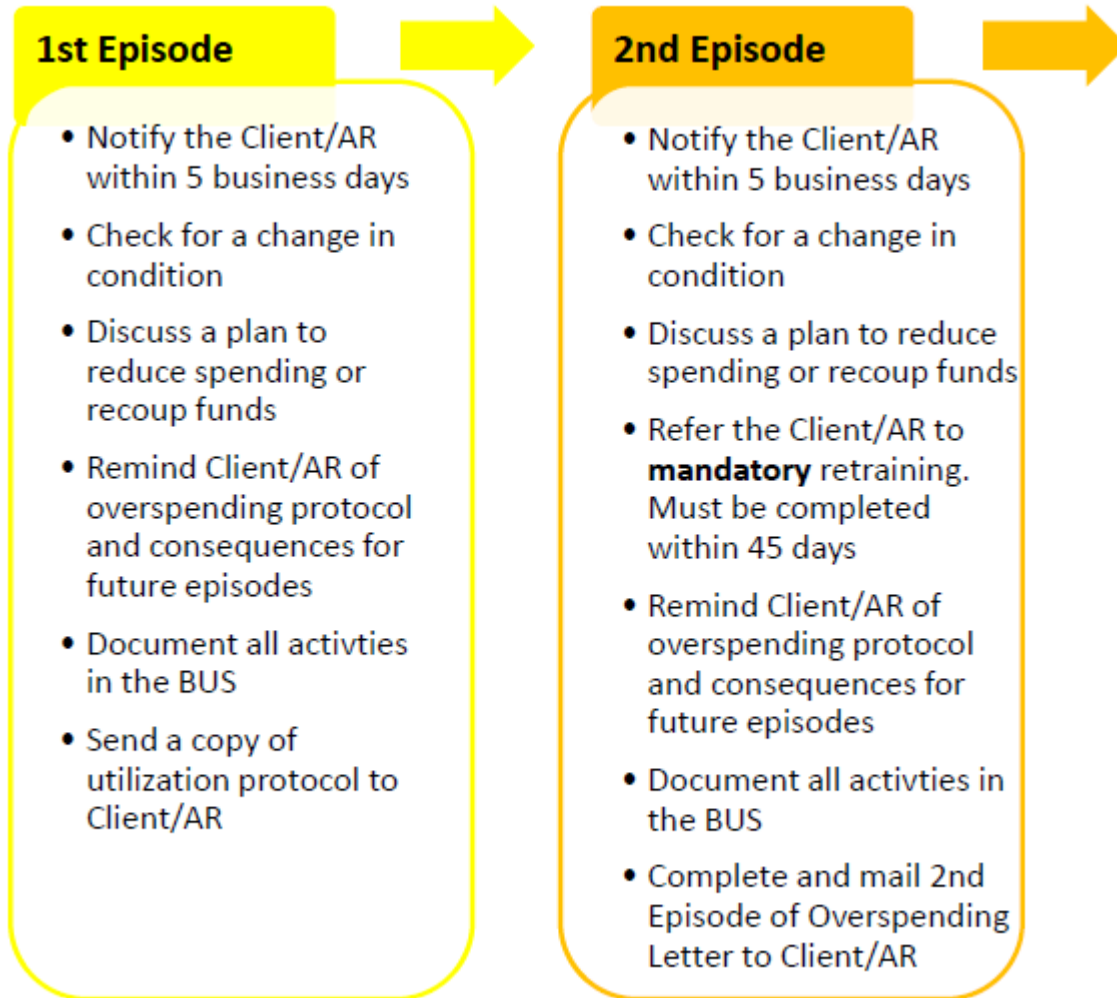 1st Episode
• Notify the Client/AR
within 5 business days
• Check for a change in
condition
• Discuss a plan to
reduce spending or
recoup funds
• Remind Client/AR of
overspending protocol
and consequences for
future episodes
• Document all activties
in the BUS
• Send a copy of
utilization protocol to
Client/AR
2nd Episode
• Notify the Client/AR
within 5 business days
• Check for a change in
condition
• Discuss a plan to reduce
spending or recoup funds
• Refer the Client/AR to
mandatory retraining.
Must be completed
within 45 days
• Remind Client/AR of
overspending protocol
and consequences for
future episodes
• Document all activties in
the BUS
• Complete and mail 2nd
Episode of Overspending
Letter to Client/AR